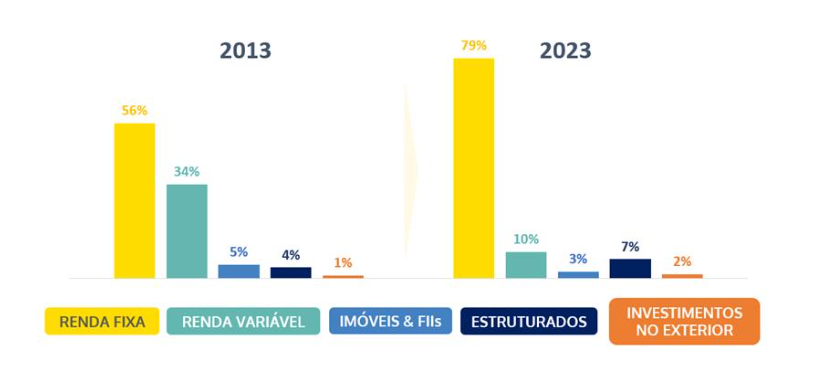 2013
56%
34%
5%
4%
1%
2023
79%
10%
3%
7%
2%
RENDA FIXA
RENDA VARIÁVEL
IMÓVEIS & FIIs
ESTRUTURADOS
INVESTIMENTOS
NO EXTERIOR